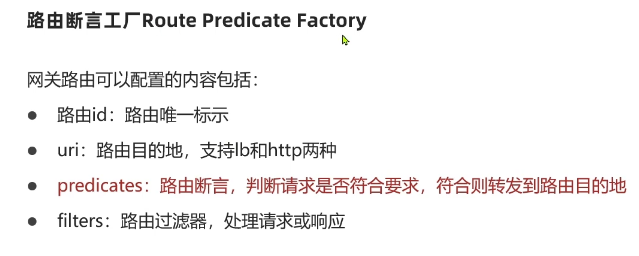 路由断言工厂Route Predicate Factory
网关路由可以配置的内容包括：
● 路由id：路由唯一标示
● uri：路由目的地，支持lb和http两种
● predicates：路由断言，判断请求是否符合要求，符合则转发到路由目的地
● filters：路由过滤器，处理请求或响应